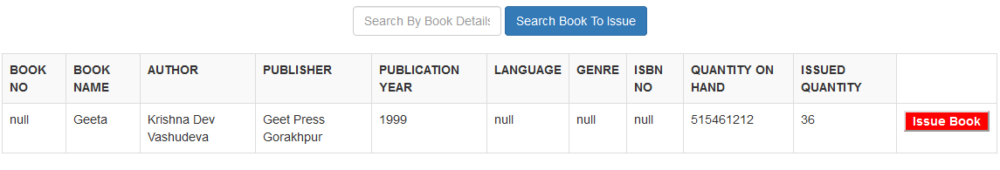 Search By Book Details Search Book To Issue
BOOK NO BOOK NAME AUTHOR PUBLISHER PUBLICATION YEAR LANGUAGE GENRE ISBN NO QUANTITY ON HAND ISSUED QUANTITY
null Geeta Krishna Dev Vashudeva Geet Press Gorakhpur 1999 null null null 515461212 36 Issue Book